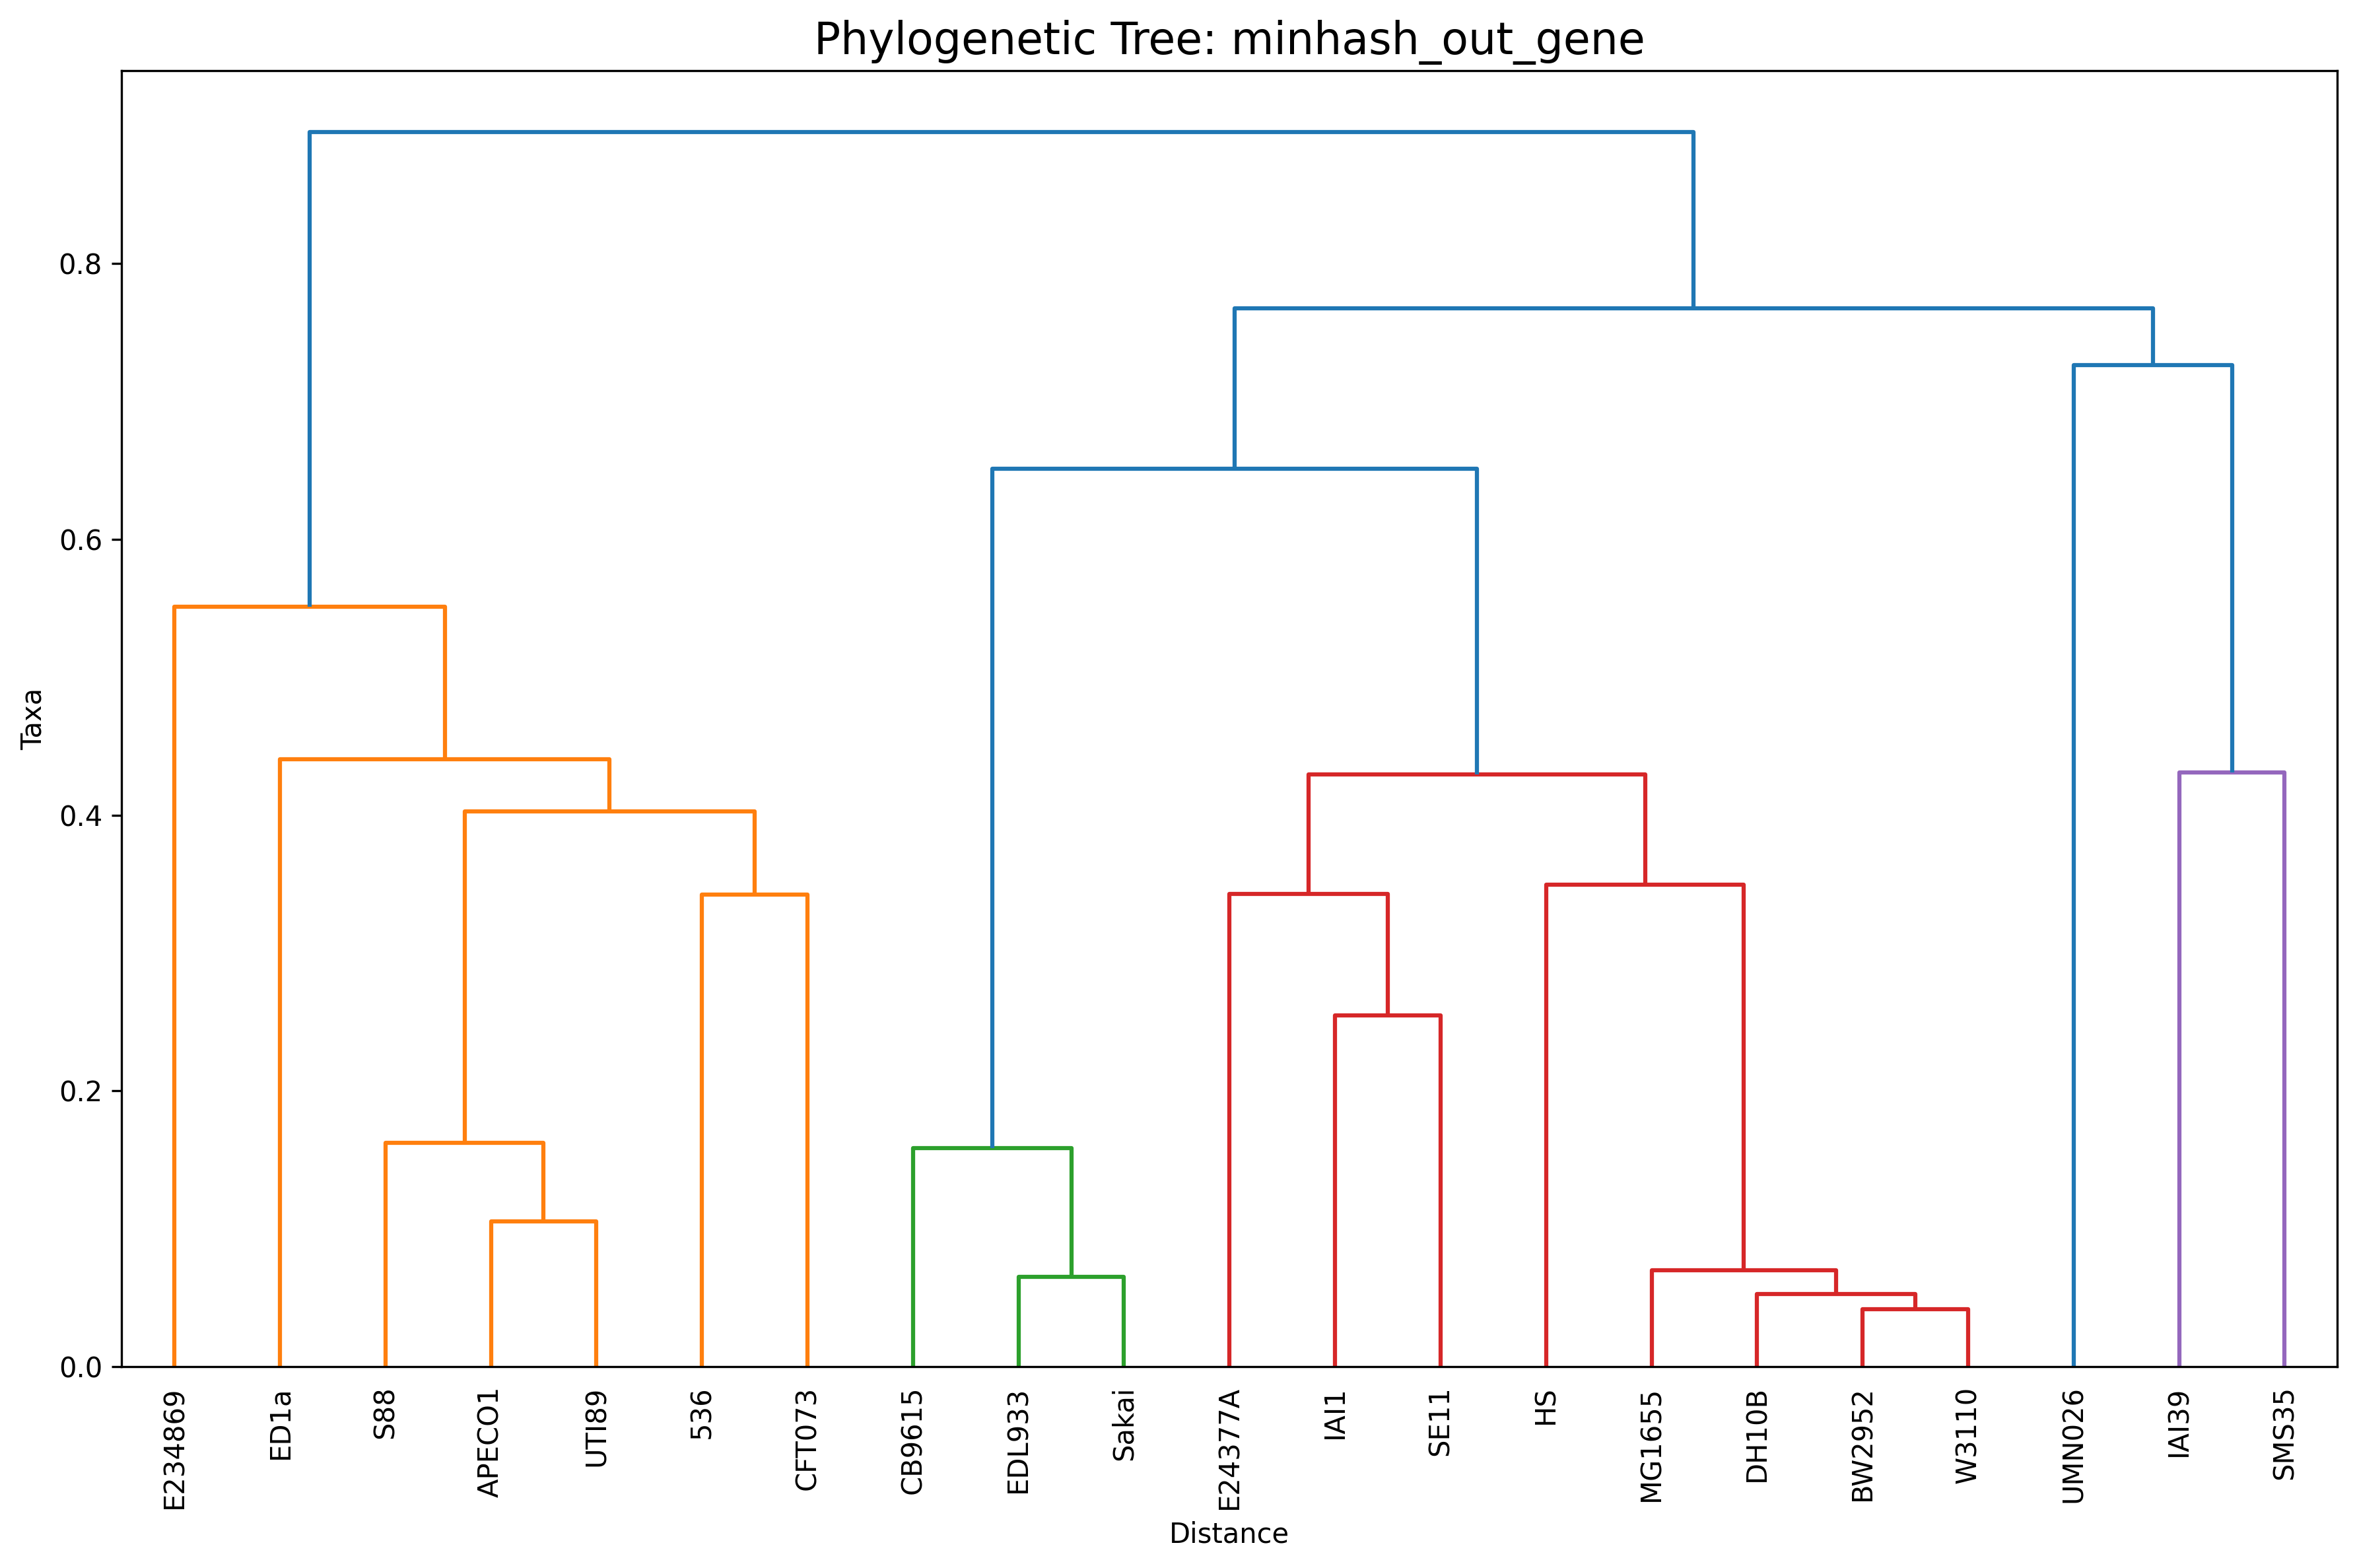 Phylogenetic Tree: minhash_out_gene
Taxa
0.8
0.6
0.4
0.2
0.0
E234869
ED1a
S88
APECO1
UTI89
536
CFT073
CB9615
EDL933
Sakai
E24377A
IAI1
SE11
HS
MG1655
DH10B
BW2952
W3110
UMN026
IAI39
SMS35
Distance